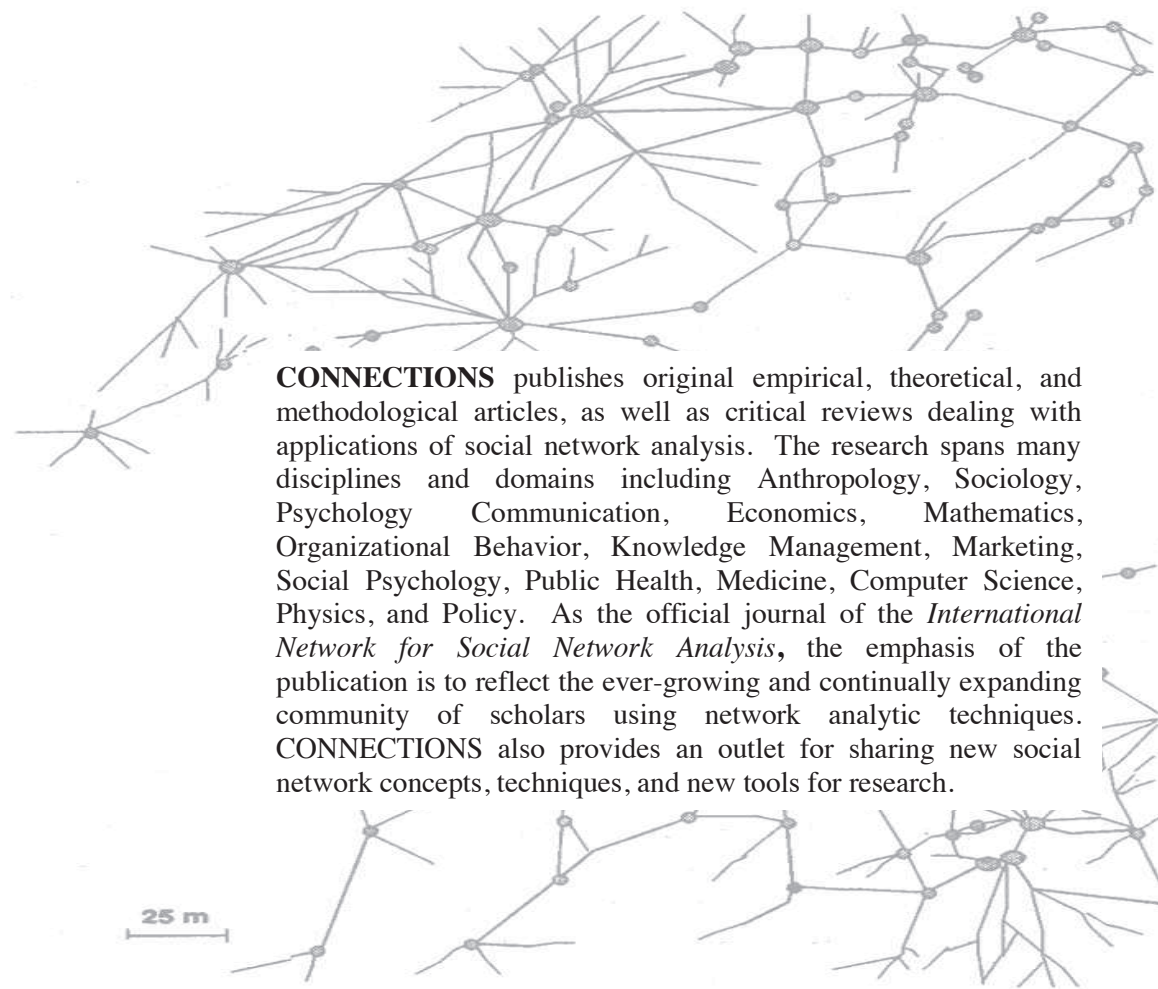 CONNECTIONS publishes original empirical, theoretical, and
methodological articles, as well as critical reviews dealing with
applications of social network analysis. The research spans many
disciplines and domains including Anthropology, Sociology,
Psychology Communication, Economics, Mathematics,
Organizational Behavior, Knowledge Management, Marketing,
Social Psychology, Public Health, Medicine, Computer Science,
Physics, and Policy. As the official journal of the International
Network for Social Network Analysis, the emphasis of the
publication is to reflect the ever-growing and continually expanding
community of scholars using network analytic techniques.
CONNECTIONS also provides an outlet for sharing new social
network concepts, techniques, and new tools for research.
25 m